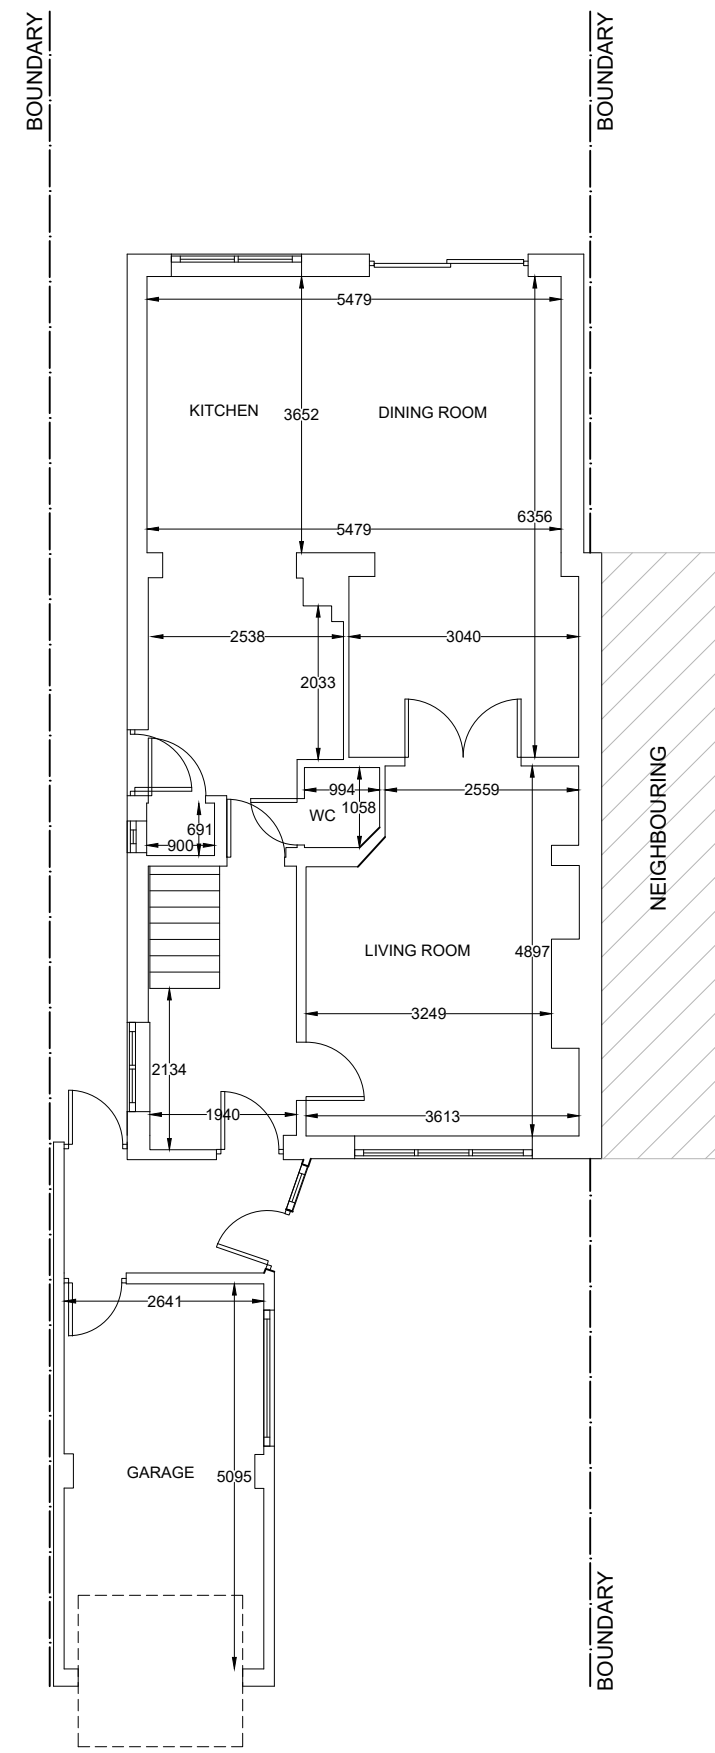 BOUNDARY
BOUNDARY
5479
KITCHEN
3652
DINING ROOM
6356
5479
2538
3040
2033
994
1058
2559
WC
691
900
NEIGHBOURING
LIVING ROOM
4897
3249
2134
1940
3613
2641
GARAGE
5095
BOUNDARY